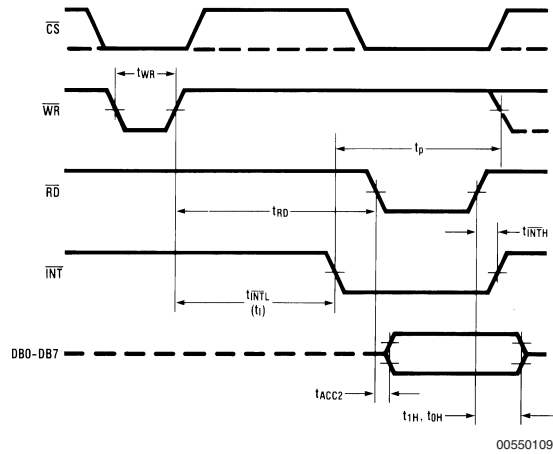 CS
tWR
WR
tp
RD
tRD
tINTH
INT
tINTL
(tI)
DB0-DB7
tACC2
t1H, t0H
00550109